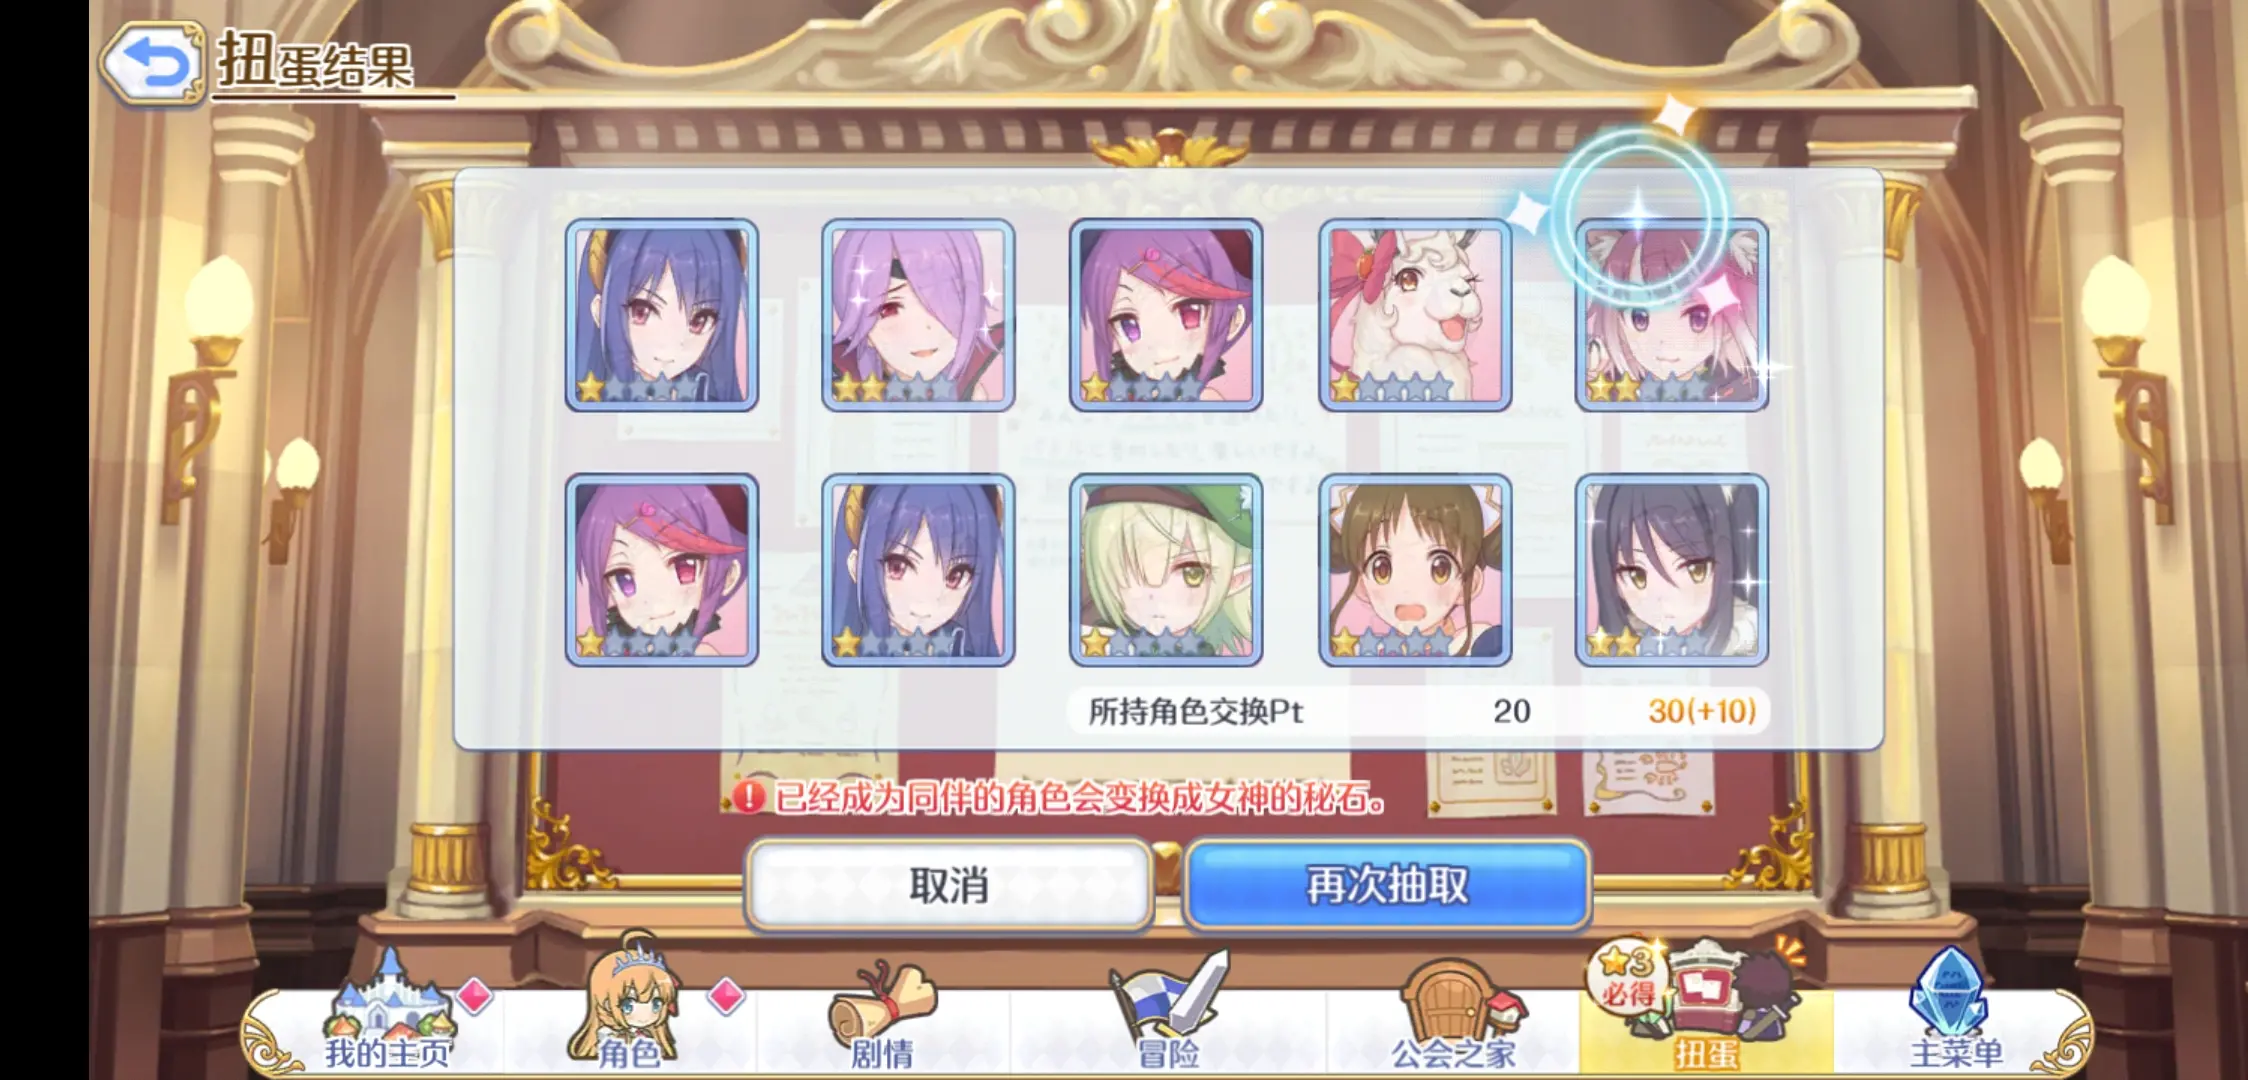 扭蛋结果
所持角色交换Pt 20 30(+10)
已经成为同伴的角色会变换成女神的秘石。
取消 再次抽取
3
必得
我的主页 角色 剧情 冒险 公会之家 扭蛋 主菜单